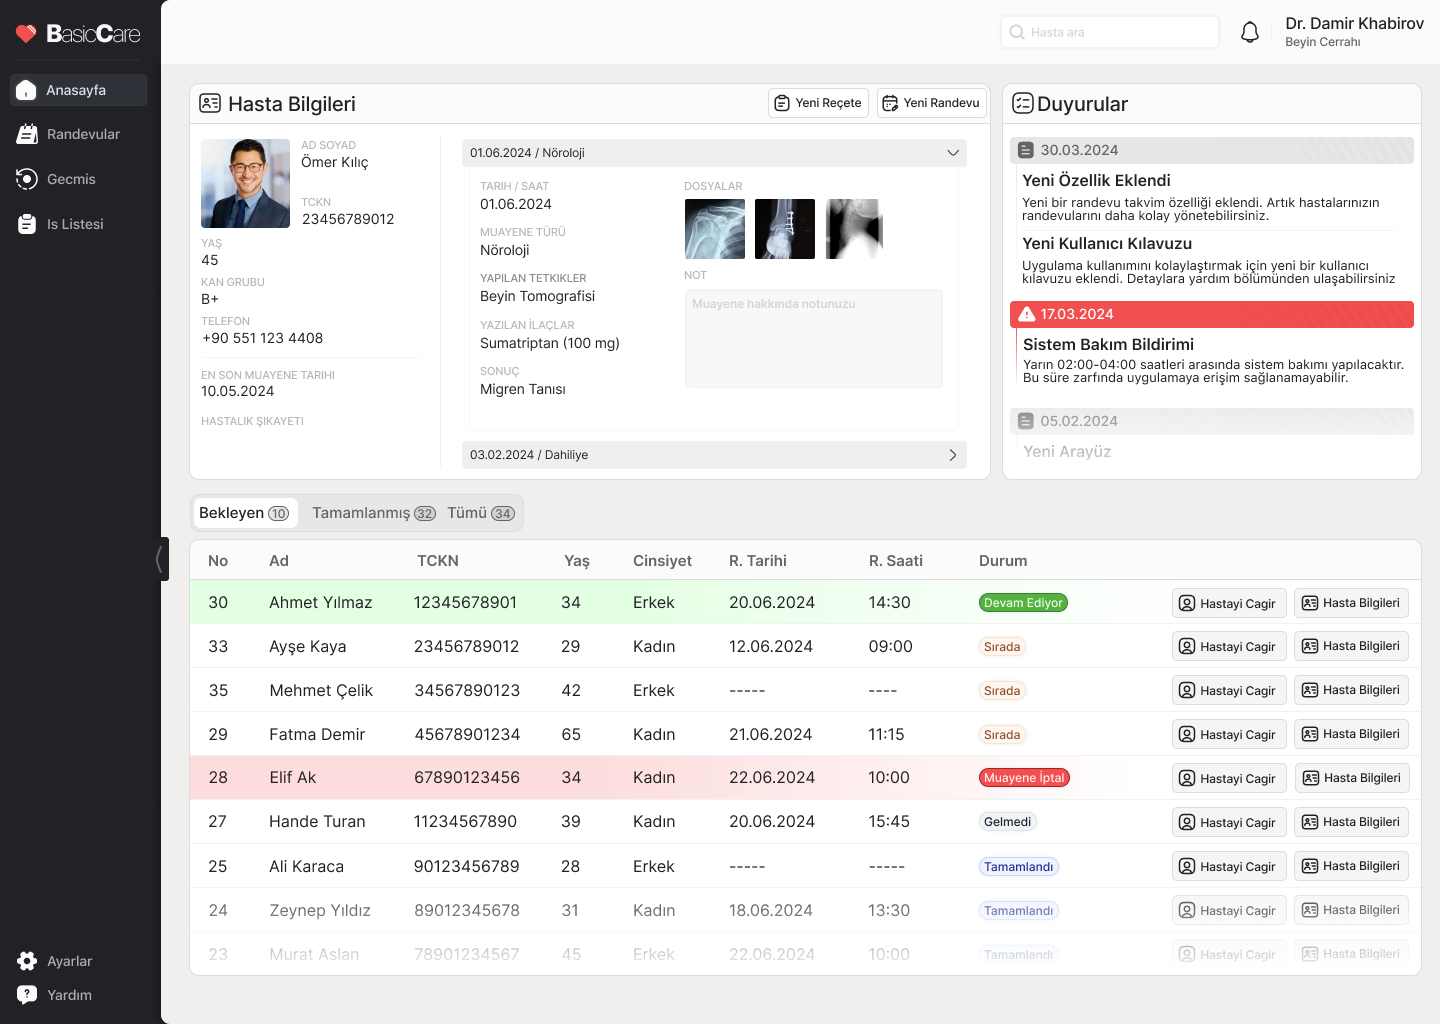 BasicCare
Anasayfa
Randevular
Gecmis
Is Listesi
Ayarlar
Yardım
Hasta ara
Dr. Damir Khabirov
Beyin Cerrahı
Hasta Bilgileri
Yeni Reçete
Yeni Randevu
AD SOYAD
Ömer Kılıç
TCKN
23456789012
YAŞ
45
KAN GRUBU
B+
TELEFON
+90 551 123 4408
EN SON MUAYENE TARIHI
10.05.2024
HASTALIK ŞIKAYETI
01.06.2024 / Nöroloji
TARIH / SAAT
01.06.2024
MUAYENE TÜRÜ
Nöroloji
YAPILAN TETKIKLER
Beyin Tomografisi
YAZILAN İLAÇLAR
Sumatriptan (100 mg)
SONUÇ
Migren Tanısı
DOSYALAR
NOT
Muayene hakkında notunuzu
03.02.2024 / Dahiliye
Duyurular
30.03.2024
Yeni Özellik Eklendi
Yeni bir randevu takvim özelliği eklendi. Artık hastalarınızın
randevularını daha kolay yönetebilirsiniz.
Yeni Kullanıcı Kılavuzu
Uygulama kullanımını kolaylaştırmak için yeni bir kullanıcı
kılavuzu eklendi. Detaylara yardım bölümünden ulaşabilirsiniz
17.03.2024
Sistem Bakım Bildirimi
Yarın 02:00-04:00 saatleri arasında sistem bakımı yapılacaktır.
Bu süre zarfında uygulamaya erişim sağlanamayabilir.
05.02.2024
Yeni Arayüz
Bekleyen 10 Tamamlanmış 32 Tümü 34
No Ad TCKN Yaş Cinsiyet R. Tarihi R. Saati Durum
30 Ahmet Yılmaz 12345678901 34 Erkek 20.06.2024 14:30 Devam Ediyor Hastayi Cagir Hasta Bilgileri
33 Ayşe Kaya 23456789012 29 Kadın 12.06.2024 09:00 Sırada Hastayi Cagir Hasta Bilgileri
35 Mehmet Çelik 34567890123 42 Erkek ----- ---- Sırada Hastayi Cagir Hasta Bilgileri
29 Fatma Demir 45678901234 65 Kadın 21.06.2024 11:15 Sırada Hastayi Cagir Hasta Bilgileri
28 Elif Ak 67890123456 34 Kadın 22.06.2024 10:00 Muayene İptal Hastayi Cagir Hasta Bilgileri
27 Hande Turan 11234567890 39 Kadın 20.06.2024 15:45 Gelmedi Hastayi Cagir Hasta Bilgileri
25 Ali Karaca 90123456789 28 Erkek ----- ----- Tamamlandı Hastayi Cagir Hasta Bilgileri
24 Zeynep Yıldız 89012345678 31 Kadın 18.06.2024 13:30 Tamamlandı Hastayi Cagir Hasta Bilgileri
23 Murat Aslan 78901234567 45 Erkek 22.06.2024 10:00 Tamamlandı Hastayi Cagir Hasta Bilgileri